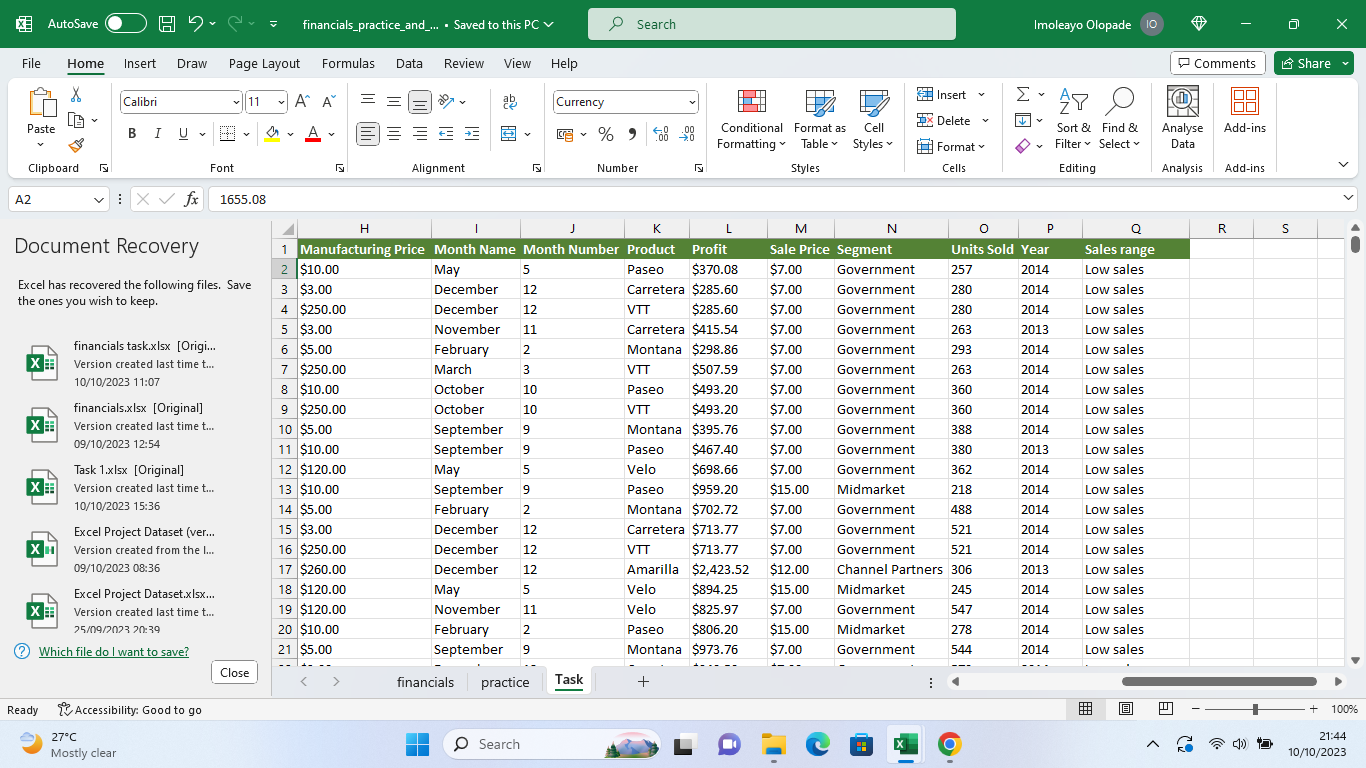 AutoSave financials_practice_and_... • Saved to this PC Search Imoleayo Olopade IO
File Home Insert Draw Page Layout Formulas Data Review View Help Comments Share
Paste Calibri 11 ab Currency Conditional Formatting Format as Table Cell Styles Insert Delete Format Sort & Filter Find & Select Analyse Data Add-ins
B I U A % 9
Clipboard Font Alignment Number Styles Cells Editing Analysis Add-ins
A2 fx 1655.08
Document Recovery
Excel has recovered the following files. Save
the ones you wish to keep.
financials task.xlsx [Origi...
Version created last time t...
10/10/2023 11:07
financials.xlsx [Original]
Version created last time t...
09/10/2023 12:54
Task 1.xlsx [Original]
Version created last time t...
10/10/2023 15:36
Excel Project Dataset (ver...
Version created from the l...
09/10/2023 08:36
Excel Project Dataset.xlsx...
Version created last time t...
25/09/2023 20:39
Which file do I want to save?
Close
H I J K L M N O P Q R S
1 Manufacturing Price Month Name Month Number Product Profit Sale Price Segment Units Sold Year Sales range
2 $10.00 May 5 Paseo $370.08 $7.00 Government 257 2014 Low sales
3 $3.00 December 12 Carretera $285.60 $7.00 Government 280 2014 Low sales
4 $250.00 December 12 VTT $285.60 $7.00 Government 280 2014 Low sales
5 $3.00 November 11 Carretera $415.54 $7.00 Government 263 2013 Low sales
6 $5.00 February 2 Montana $298.86 $7.00 Government 293 2014 Low sales
7 $250.00 March 3 VTT $507.59 $7.00 Government 263 2014 Low sales
8 $10.00 October 10 Paseo $493.20 $7.00 Government 360 2014 Low sales
9 $250.00 October 10 VTT $493.20 $7.00 Government 360 2014 Low sales
10 $5.00 September 9 Montana $395.76 $7.00 Government 388 2014 Low sales
11 $10.00 September 9 Paseo $467.40 $7.00 Government 380 2013 Low sales
12 $120.00 May 5 Velo $698.66 $7.00 Government 362 2014 Low sales
13 $10.00 September 9 Paseo $959.20 $15.00 Midmarket 218 2014 Low sales
14 $5.00 February 2 Montana $702.72 $7.00 Government 488 2014 Low sales
15 $3.00 December 12 Carretera $713.77 $7.00 Government 521 2014 Low sales
16 $250.00 December 12 VTT $713.77 $7.00 Government 521 2014 Low sales
17 $260.00 December 12 Amarilla $2,423.52 $12.00 Channel Partners 306 2013 Low sales
18 $120.00 May 5 Velo $894.25 $15.00 Midmarket 245 2014 Low sales
19 $120.00 November 11 Velo $825.97 $7.00 Government 547 2014 Low sales
20 $10.00 February 2 Paseo $806.20 $15.00 Midmarket 278 2014 Low sales
21 $5.00 September 9 Montana $973.76 $7.00 Government 544 2014 Low sales
financials practice Task
Ready Accessibility: Good to go 100%
27°C
Mostly clear
Search
21:44
10/10/2023